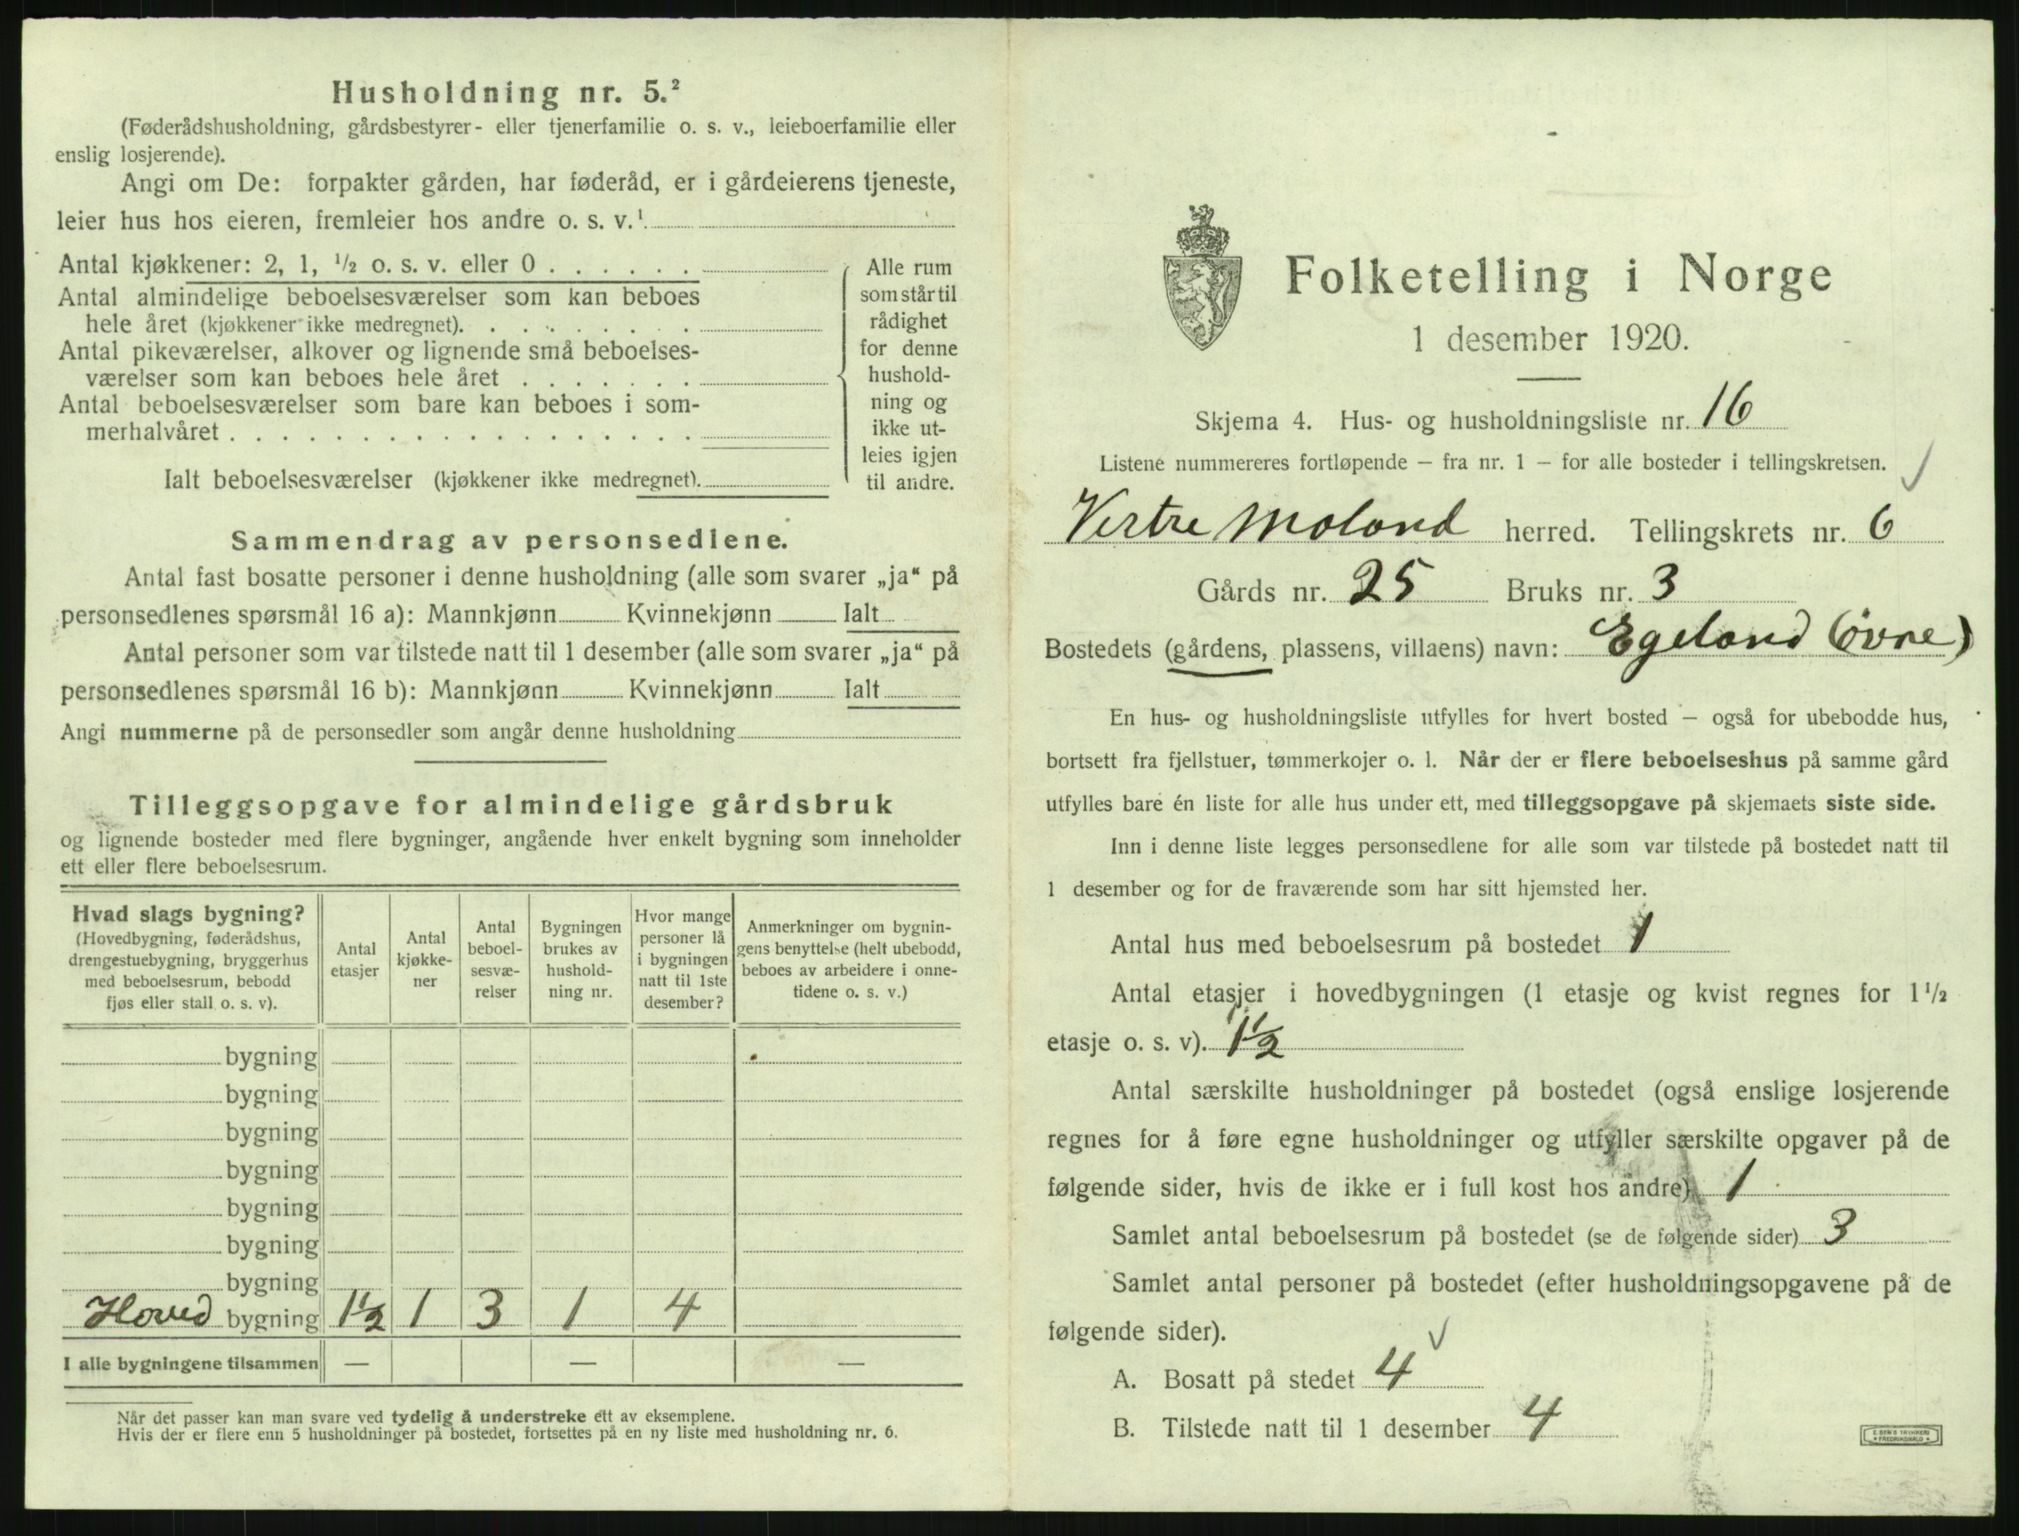 Husholdning nr. 5.²
(Føderådshusholdning, gårdsbestyrer- eller tjenerfamilie o. s. v., leieboerfamilie eller
enslig losjerende).
Angi om De: forpakter gården, har føderåd, er i gårdeierens tjeneste,
leier hus hos eieren, fremleier hos andre o. s. v.¹
Antal kjøkkener: 2, 1, ½ o. s. v. eller 0 . . . . . .
Antal almindelige beboelsesværelser som kan beboes
hele året (kjøkkener ikke medregnet). . . . . . . .
Antal pikeværelser, alkover og lignende små beboelses-
værelser som kan beboes hele året . . . . . . .
Antal beboelsesværelser som bare kan beboes i som-
merhalvåret . . . . . . . . . . . . . . . . . .
Ialt beboelsesværelser (kjøkkener ikke medregnet).
Alle rum
som står til
rådighet
for denne
hushold-
ning og
ikke ut-
leies igjen
til andre.
Sammendrag av personsedlene.
Antal fast bosatte personer i denne husholdning (alle som svarer „ja“ på
personsedlenes spørsmål 16 a): Mannkjønn Kvinnekjønn Ialt
Antal personer som var tilstede natt til 1 desember (alle som svarer „ja“ på
personsedlenes spørsmål 16 b): Mannkjønn Kvinnekjønn Ialt
Angi nummerne på de personsedler som angår denne husholdning
Tilleggsopgave for almindelige gårdsbruk
og lignende bosteder med flere bygninger, angående hver enkelt bygning som inneholder
ett eller flere beboelsesrum.
Hvad slags bygning?
(Hovedbygning, føderådshus,
drengestuebygning, bryggerhus
med beboelsesrum, bebodd
fjøs eller stall o. s. v).
Antal
etasjer
Antal
kjøkke-
ner
Antal
beboel-
sesvæ-
relser
Bygningen
brukes av
hushold-
ning nr.
Hvor mange
personer lå
i bygningen
natt til 1ste
desember?
Anmerkninger om bygnin-
gens benyttelse (helt ubebodd,
beboes av arbeidere i onne-
tidene o. s. v.)
bygning
bygning
bygning
bygning
bygning
bygning
bygning
Hoved bygning 1½ 1 3 1 4
I alle bygningene tilsammen — — —
Når det passer kan man svare ved tydelig å understreke ett av eksemplene.
Hvis der er flere enn 5 husholdninger på bostedet, fortsettes på en ny liste med husholdning nr. 6.
Folketelling i Norge
1 desember 1920.
Skjema 4. Hus- og husholdningsliste nr. 16
Listene nummereres fortløpende – fra nr. 1 – for alle bosteder i tellingskretsen.
Vestre Moland herred. Tellingskrets nr. 6
Gårds nr. 25 Bruks nr. 3
Bostedets (gårdens, plassens, villaens) navn: Egeland (övre)
En hus- og husholdningsliste utfylles for hvert bosted – også for ubebodde hus,
bortsett fra fjellstuer, tømmerkojer o. l. Når der er flere beboelseshus på samme gård
utfylles bare én liste for alle hus under ett, med tilleggsopgave på skjemaets siste side.
Inn i denne liste legges personsedlene for alle som var tilstede på bostedet natt til
1 desember og for de fraværende som har sitt hjemsted her.
Antal hus med beboelsesrum på bostedet 1
Antal etasjer i hovedbygningen (1 etasje og kvist regnes for 1½
etasje o. s. v). 1½
Antal særskilte husholdninger på bostedet (også enslige losjerende
regnes for å føre egne husholdninger og utfyller særskilte opgaver på de
følgende sider, hvis de ikke er i full kost hos andre) 1
Samlet antal beboelsesrum på bostedet (se de følgende sider) 3
Samlet antal personer på bostedet (efter husholdningsopgavene på de
følgende sider).
A. Bosatt på stedet 4
B. Tilstede natt til 1 desember 4